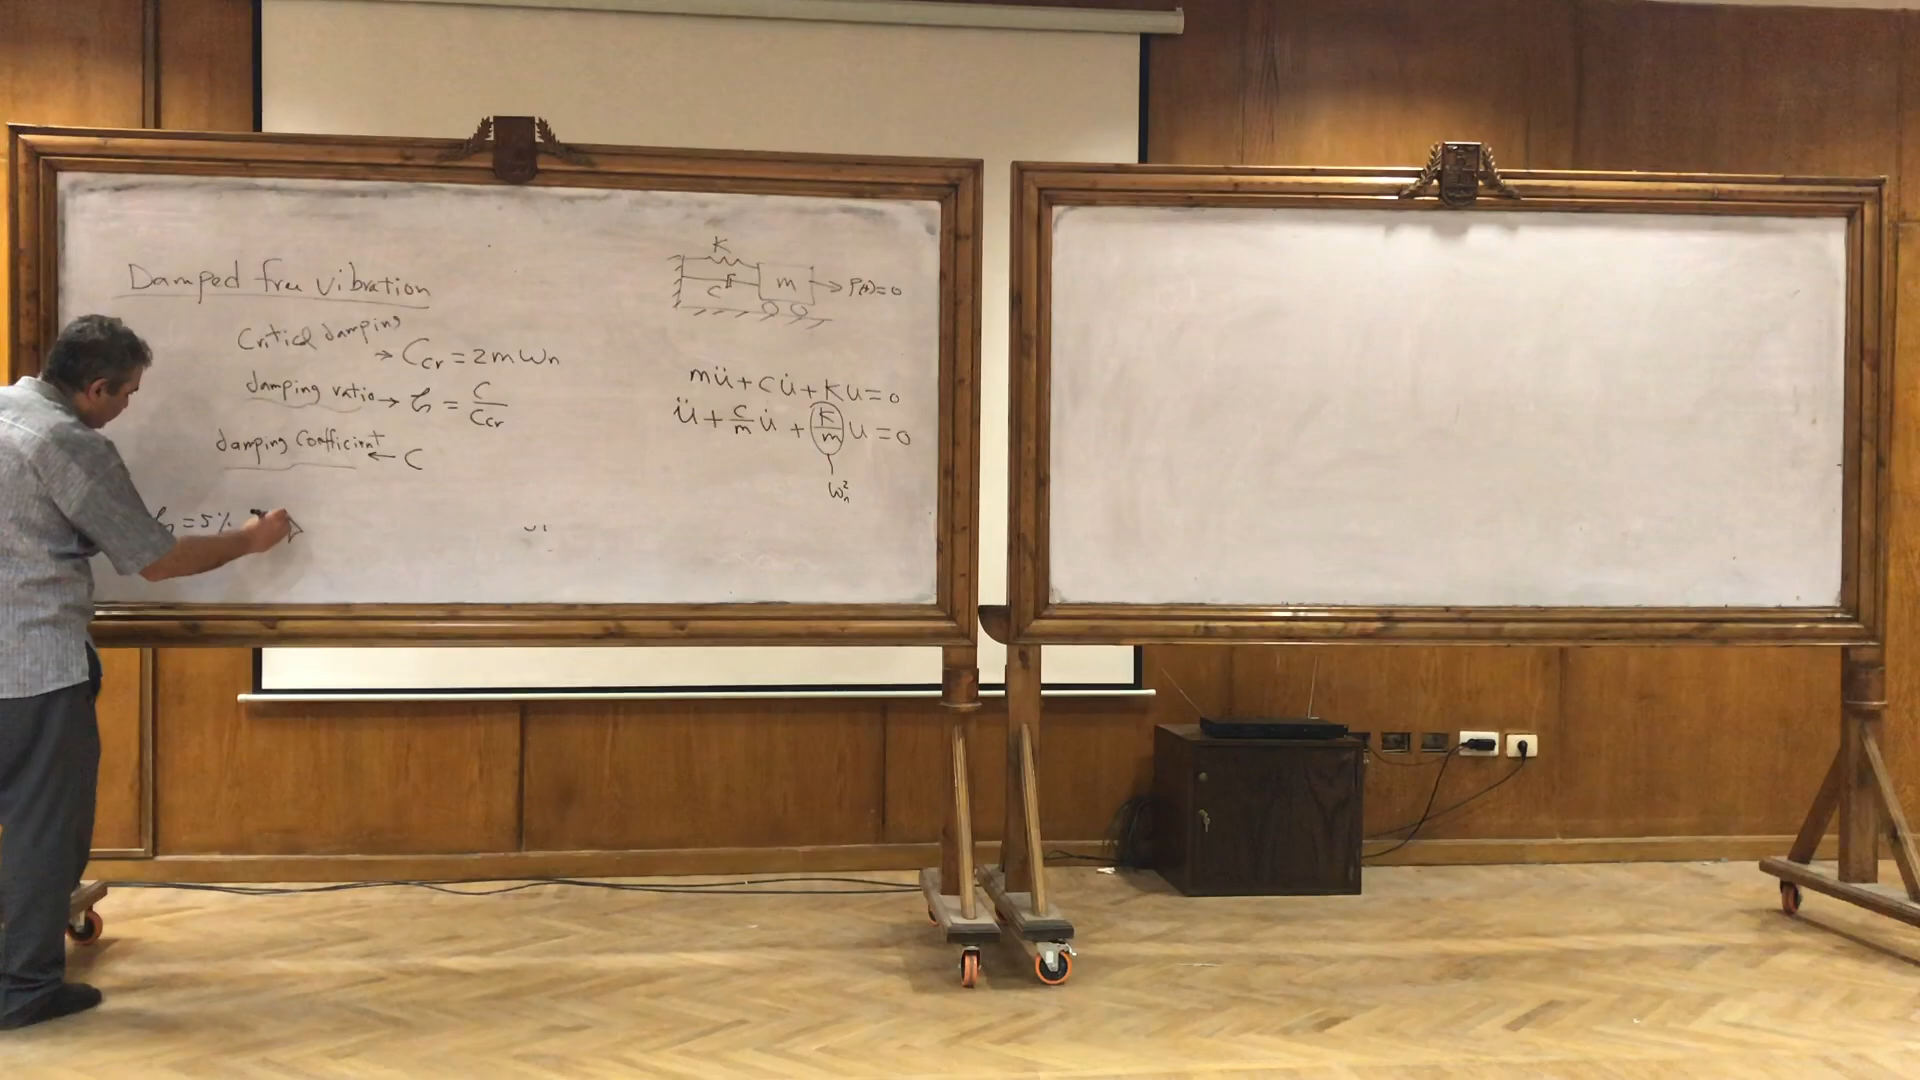 Damped free vibration
Critical damping
→ Ccr = 2mωn
damping ratio → ζ = C/Ccr
damping Coefficient ← C
ζ = 5%
K
C
m → P(t)=0
mü + Cu̇ + Ku = 0
ü + C/m u̇ + K/m u = 0
ωn²